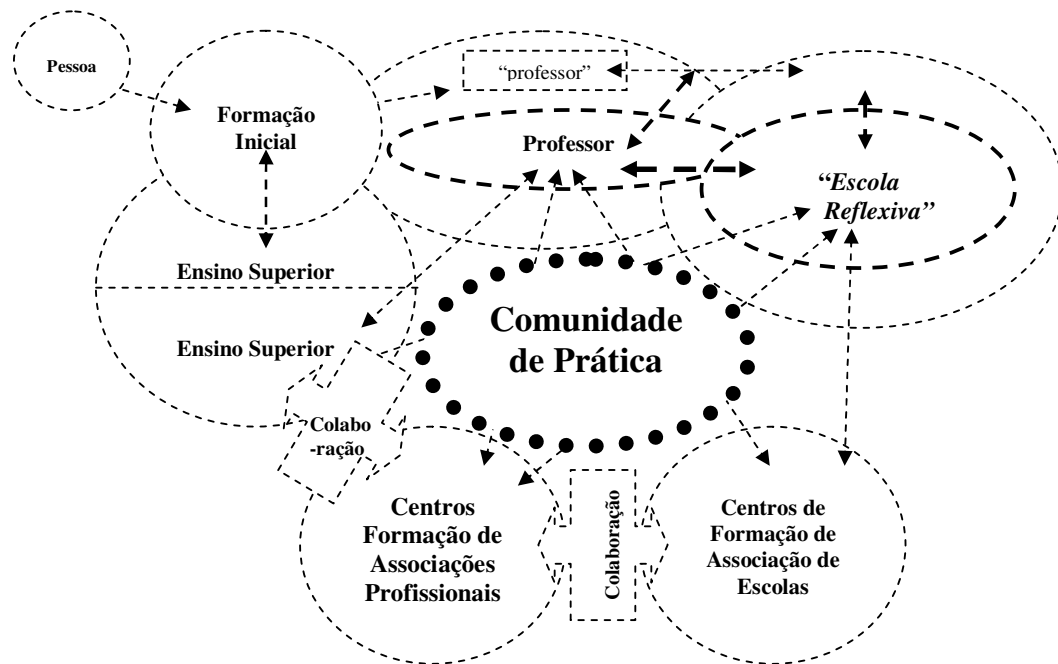 Pessoa
Formação
Inicial
“professor”
Professor
“Escola
Reflexiva”
Ensino Superior
Ensino Superior
Comunidade
de Prática
Colabo
-ração
Centros
Formação de
Associações
Profissionais
Colaboração
Centros de
Formação de
Associação de
Escolas